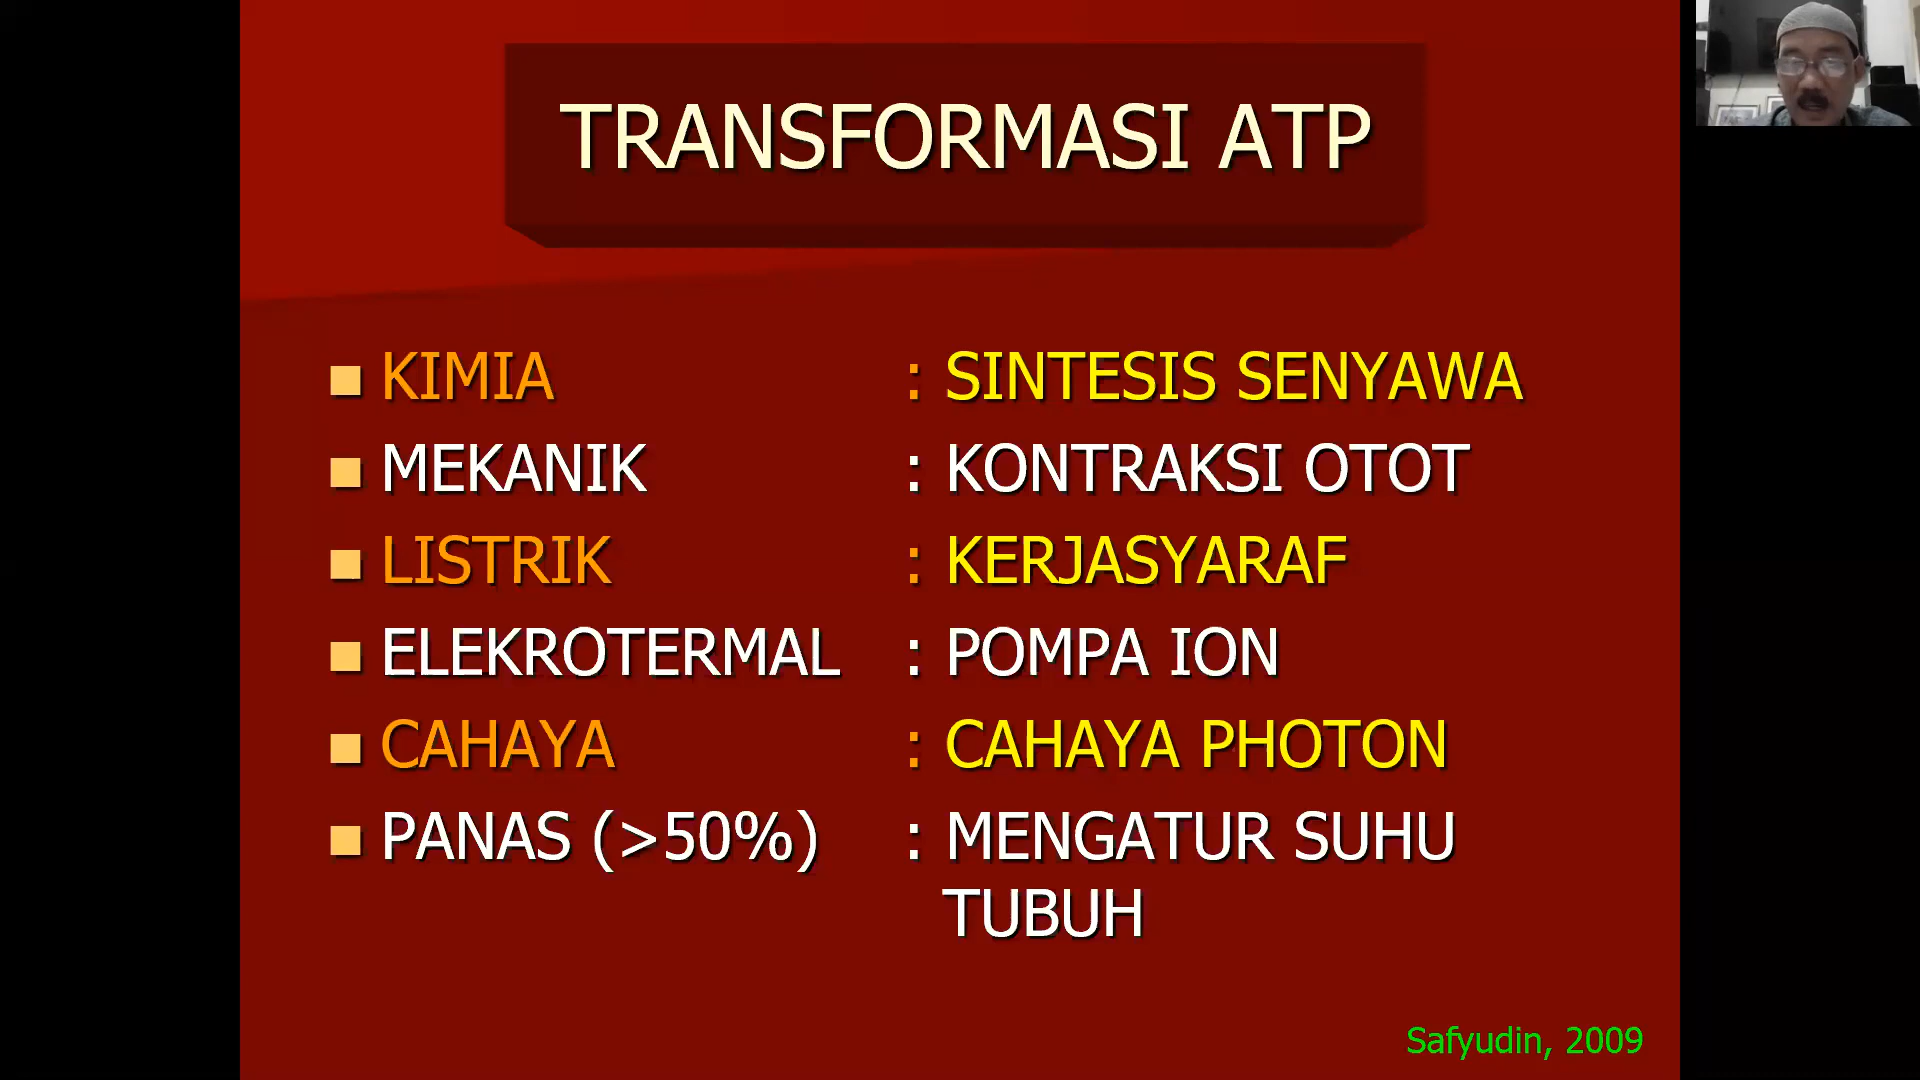 TRANSFORMASI ATP
KIMIA : SINTESIS SENYAWA
MEKANIK : KONTRAKSI OTOT
LISTRIK : KERJASYARAF
ELEKROTERMAL : POMPA ION
CAHAYA : CAHAYA PHOTON
PANAS (>50%) : MENGATUR SUHU
TUBUH
Safyudin, 2009